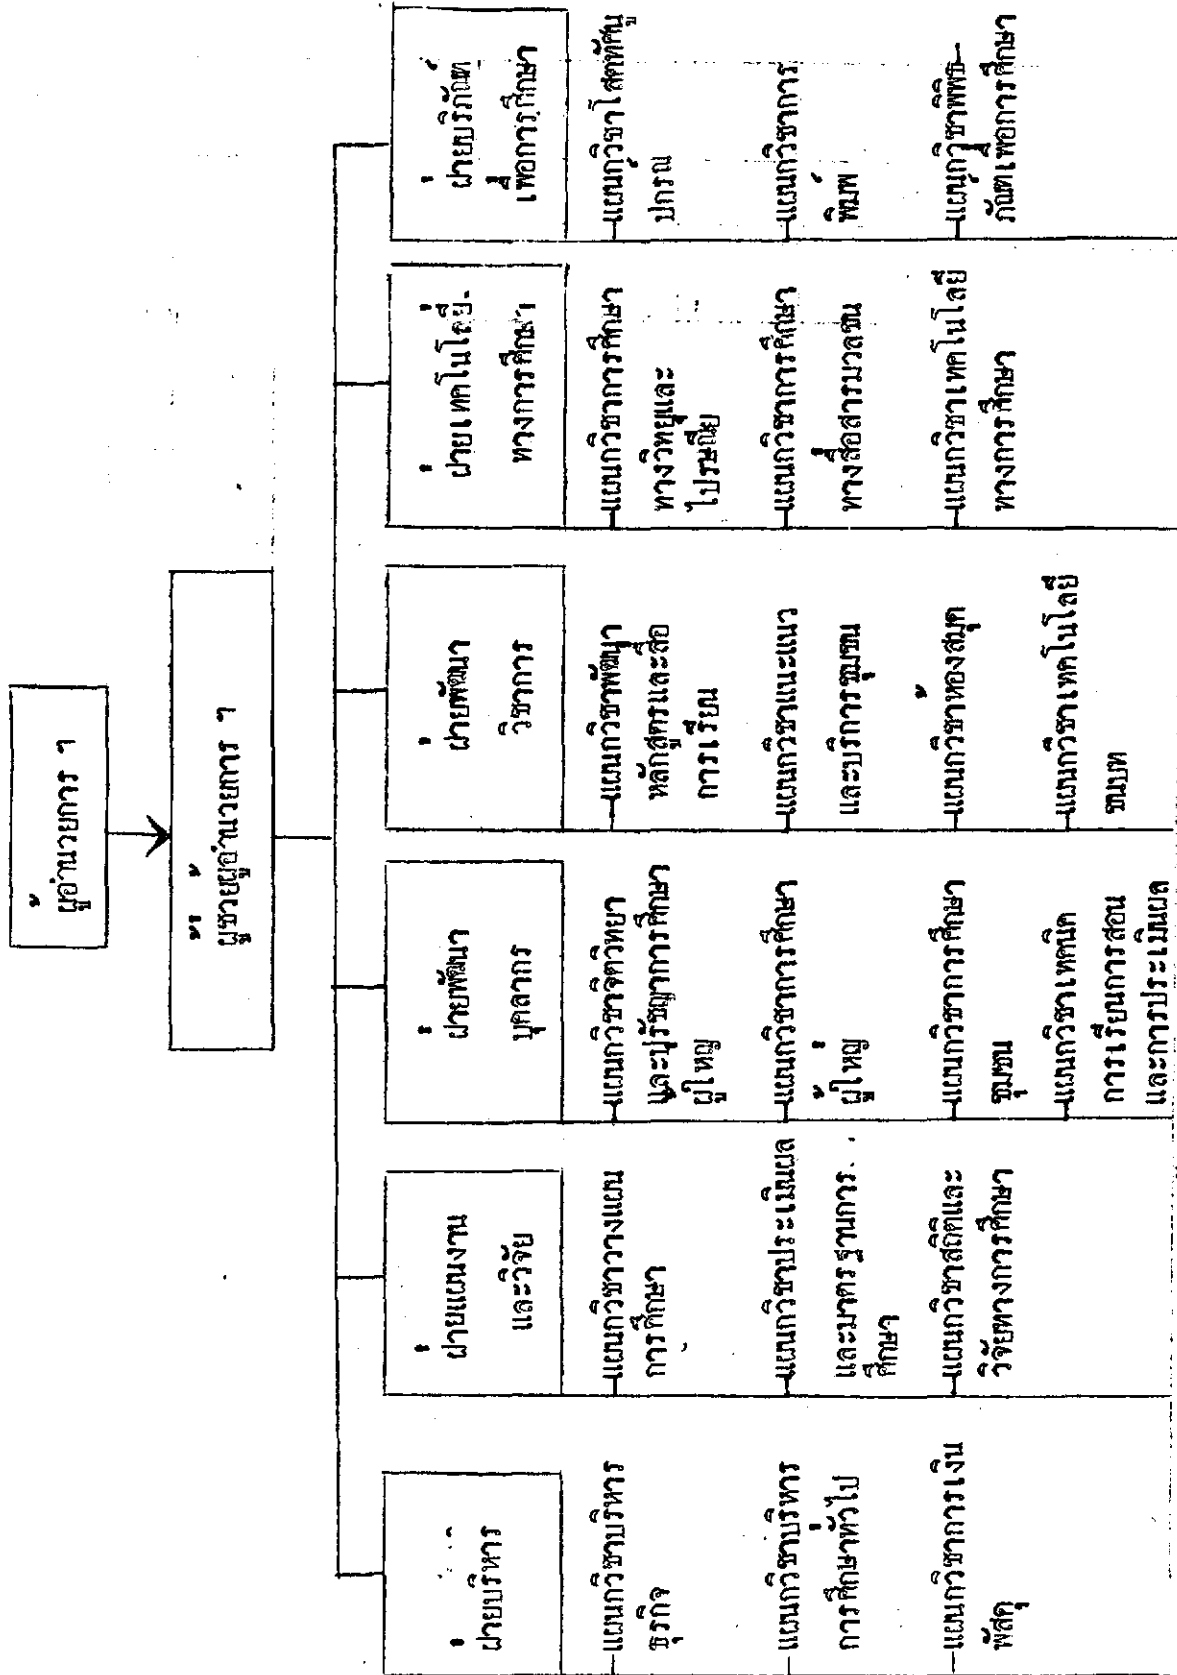 ผู้อำนวยการ ฯ
ผู้ช่วยผู้อำนวยการ ฯ
ฝ่ายบริหาร
แผนกวิชาบริหาร
ธุรกิจ
แผนกวิชาบริหาร
การศึกษาทั่วไป
แผนกวิชาการเงิน
พัสดุ
ฝ่ายแผนงาน
และวิจัย
แผนกวิชาวางแผน
การศึกษา
แผนกวิชาประเมินผล
และมาตรฐานการ
ศึกษา
แผนกวิชาสถิติและ
วิจัยทางการศึกษา
ฝ่ายพัฒนา
บุคลากร
แผนกวิชาจิตวิทยา
และปรัชญาการศึกษา
ผู้ใหญ่
แผนกวิชาการศึกษา
ผู้ใหญ่
แผนกวิชาการศึกษา
ชุมชน
แผนกวิชาเทคนิค
การเรียนการสอน
และการประเมินผล
ฝ่ายพัฒนา
วิชาการ
แผนกวิชาพัฒนา
หลักสูตรและสื่อ
การเรียน
แผนกวิชาแนะแนว
และบริการชุมชน
แผนกวิชาห้องสมุด
แผนกวิชาเทคโนโลยี
ชนบท
ฝ่ายเทคโนโลยี-
ทางการศึกษา
แผนกวิชาการศึกษา
ทางวิทยุและ
ไปรษณีย์
แผนกวิชาการศึกษา
ทางสื่อสารมวลชน
แผนกวิชาเทคโนโลยี
ทางการศึกษา
ฝ่ายบริภัณฑ์
เพื่อการศึกษา
แผนกวิชาโสตทัศนู
ปกรณ์
แผนกวิชาการ
พิมพ์
แผนกวิชาพิพิธ-
ภัณฑ์เพื่อการศึกษา